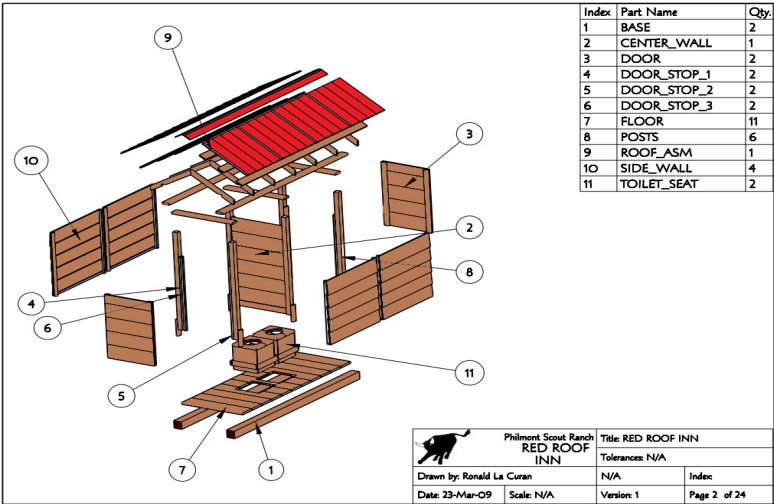 Index Part Name Qty.
1 BASE 2
2 CENTER_WALL 1
3 DOOR 2
4 DOOR_STOP_1 2
5 DOOR_STOP_2 2
6 DOOR_STOP_3 2
7 FLOOR 11
8 POSTS 6
9 ROOF_ASM 1
10 SIDE_WALL 4
11 TOILET_SEAT 2
9
3
10
2
8
4
6
5
11
7
1
Philmont Scout Ranch
RED ROOF
INN
Title: RED ROOF INN
Tolerances: N/A
Drawn by: Ronald La Curan N/A Index:
Date: 23-Mar-09 Scale: N/A Version: 1 Page 2 of 24